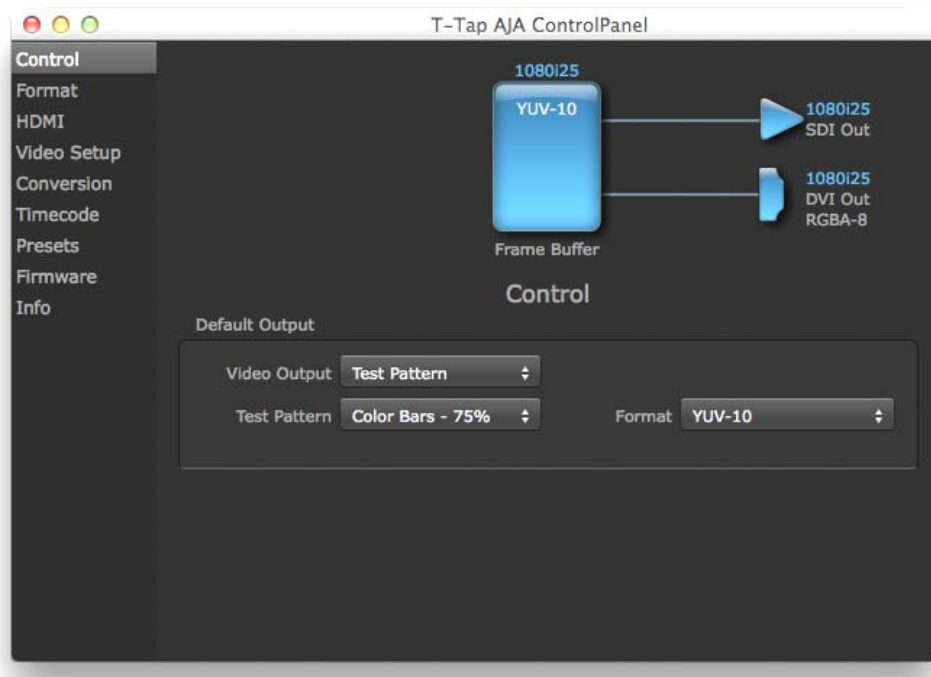 T-Tap AJA ControlPanel
Control
Format
HDMI
Video Setup
Conversion
Timecode
Presets
Firmware
Info
1080i25
YUV-10
Frame Buffer
1080i25
SDI Out
1080i25
DVI Out
RGBA-8
Control
Default Output
Video Output Test Pattern
Test Pattern Color Bars - 75% Format YUV-10